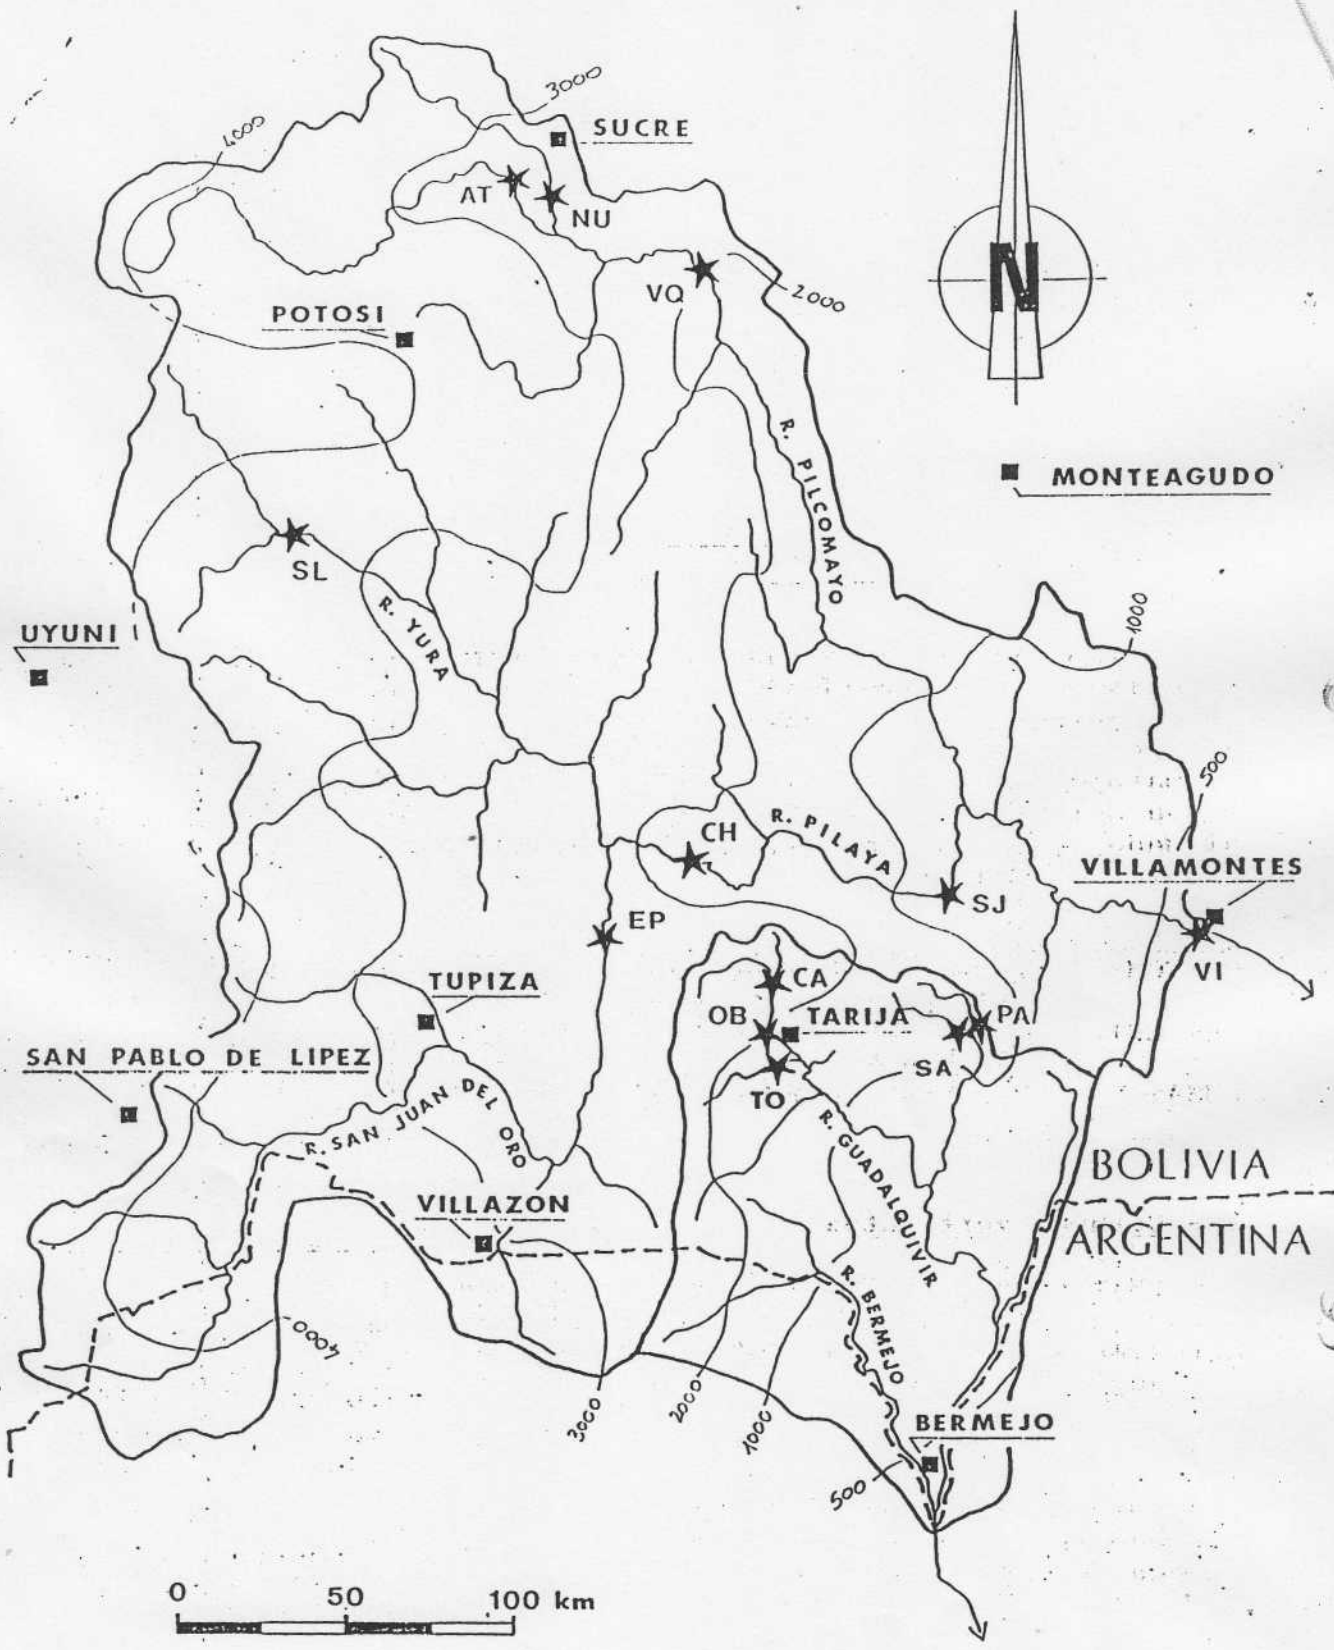 3000
4000
SUCRE
AT
NU
N
VQ
2000
POTOSI
R. PILCOMAYO
MONTEAGUDO
SL
R. YURA
1000
UYUNI
500
CH
R. PILAYA
VILLAMONTES
SJ
EP
VI
CA
TUPIZA
OB
TARIJA
PA
SAN PABLO DE LIPEZ
SA
TO
R. SAN JUAN DEL ORO
R. GUADALQUIVIR
BOLIVIA
VILLAZON
ARGENTINA
R. BERMEJO
4000
3000
2000
1000
BERMEJO
500
0 50 100 km